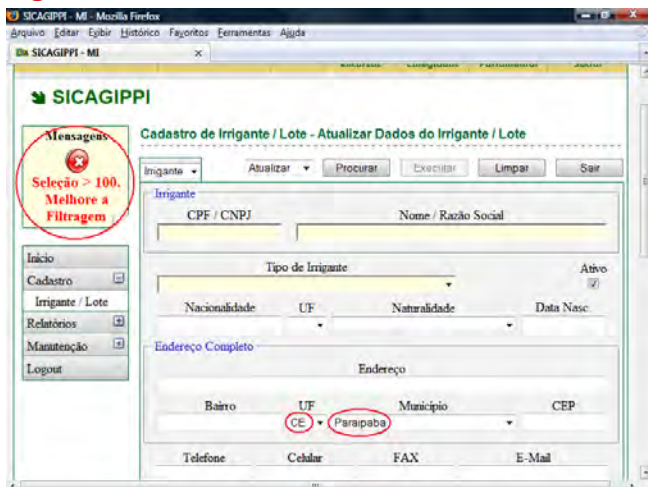 SICAGIPPI - MI - Mozilla Firefox
Arquivo Editar Exibir Histórico Favoritos Ferramentas Ajuda
SICAGIPPI - MI
SICAGIPPI
Mensagens
Seleção > 100.
Melhore a
Filtragem
Cadastro de Irrigante / Lote - Atualizar Dados do Irrigante / Lote
Irrigante Atualizar Procurar Executar Limpar Sair
Irrigante
CPF / CNPJ Nome / Razão Social
Início
Cadastro
Irrigante / Lote
Relatórios
Manutenção
Logout
Tipo de Irrigante Ativo
Nacionalidade UF Naturalidade Data Nasc
Endereço Completo
Endereço
Bairro UF Município CEP
CE Paraipaba
Telefone Celular FAX E-Mail